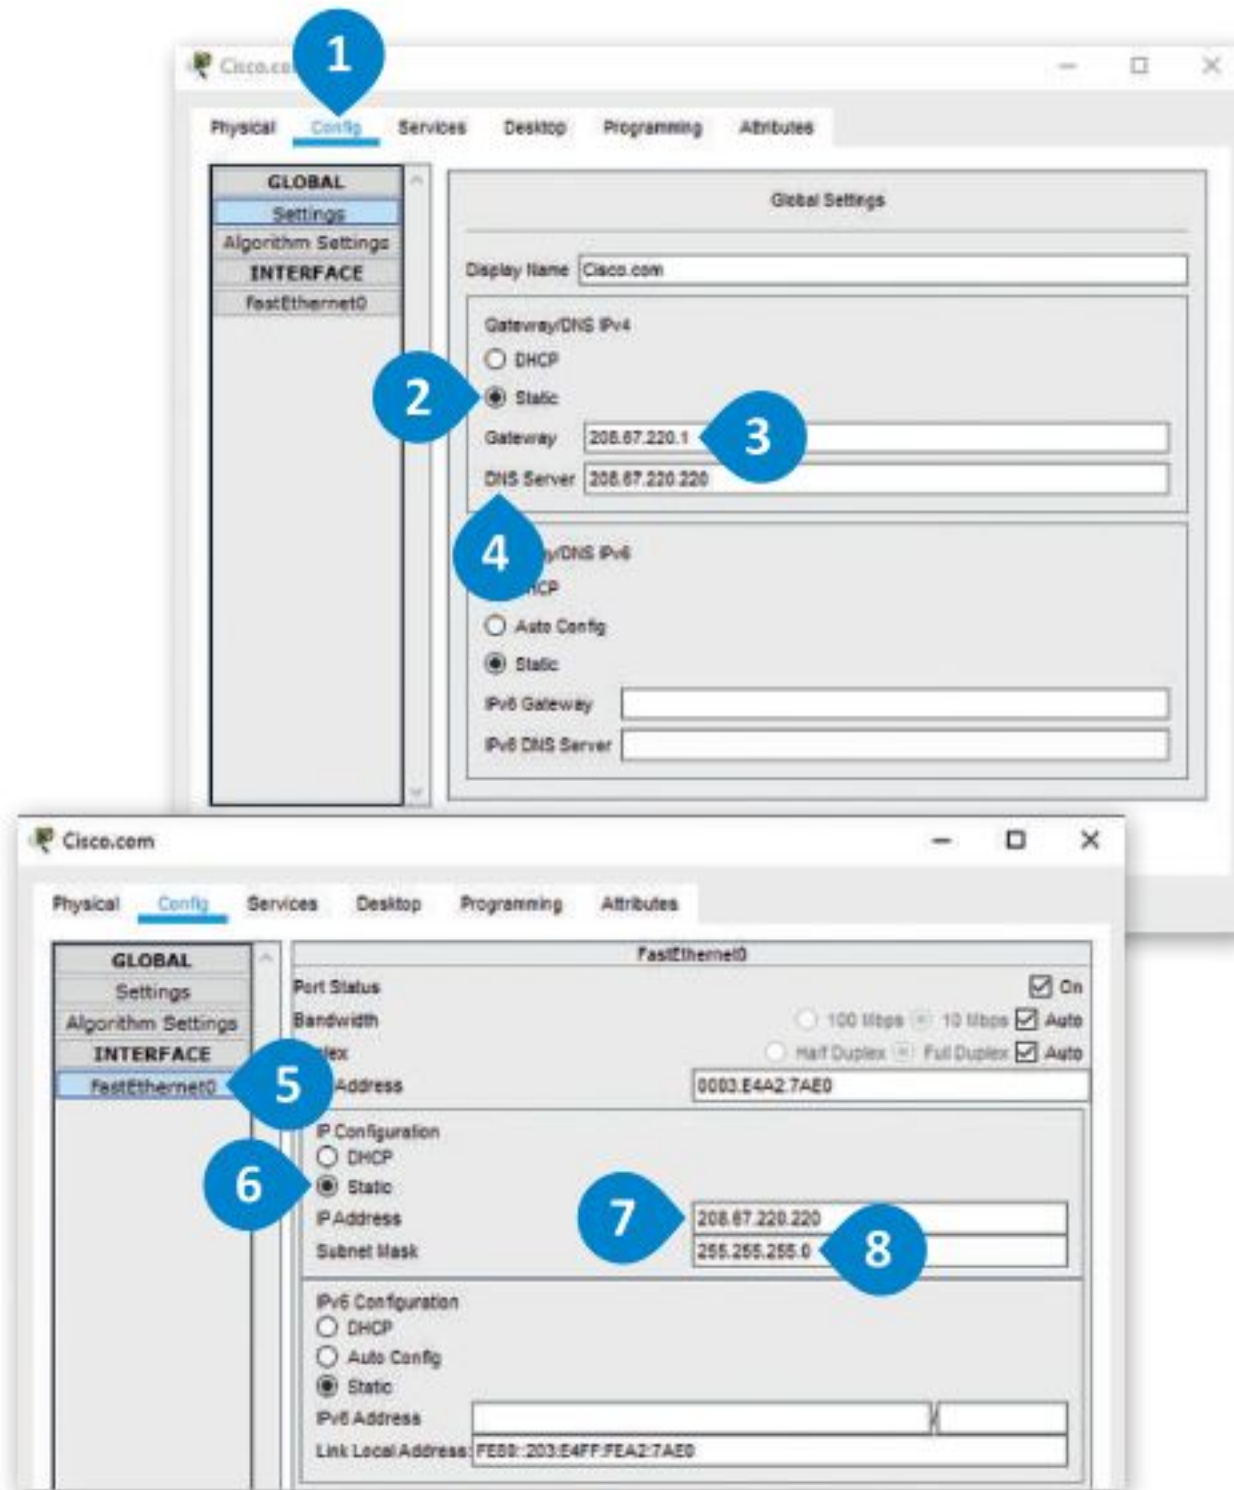 1
Cisco.co
Physical Config Services Desktop Programming Attributes
GLOBAL
Settings
Algorithm Settings
INTERFACE
FastEthernet0
Global Settings
Display Name Cisco.com
Gateway/DNS IPv4
DHCP
2
Static
Gateway 208.67.220.1
3
DNS Server 208.67.220.220
4
y/DNS IPv6
HCP
Auto Config
Static
IPv6 Gateway
IPv6 DNS Server
Cisco.com
Physical Config Services Desktop Programming Attributes
GLOBAL
Settings
Algorithm Settings
INTERFACE
FastEthernet0
5
FastEthernet0
Port Status On
Bandwidth 100 Mbps 10 Mbps Auto
lex Half Duplex Full Duplex Auto
Address 0003.E4A2.7AE0
IP Configuration
DHCP
6
Static
7
IP Address 208.67.220.220
Subnet Mask 255.255.255.0
8
IPv6 Configuration
DHCP
Auto Config
Static
IPv6 Address /
Link Local Address: FE80::203:E4FF:FEA2:7AE0